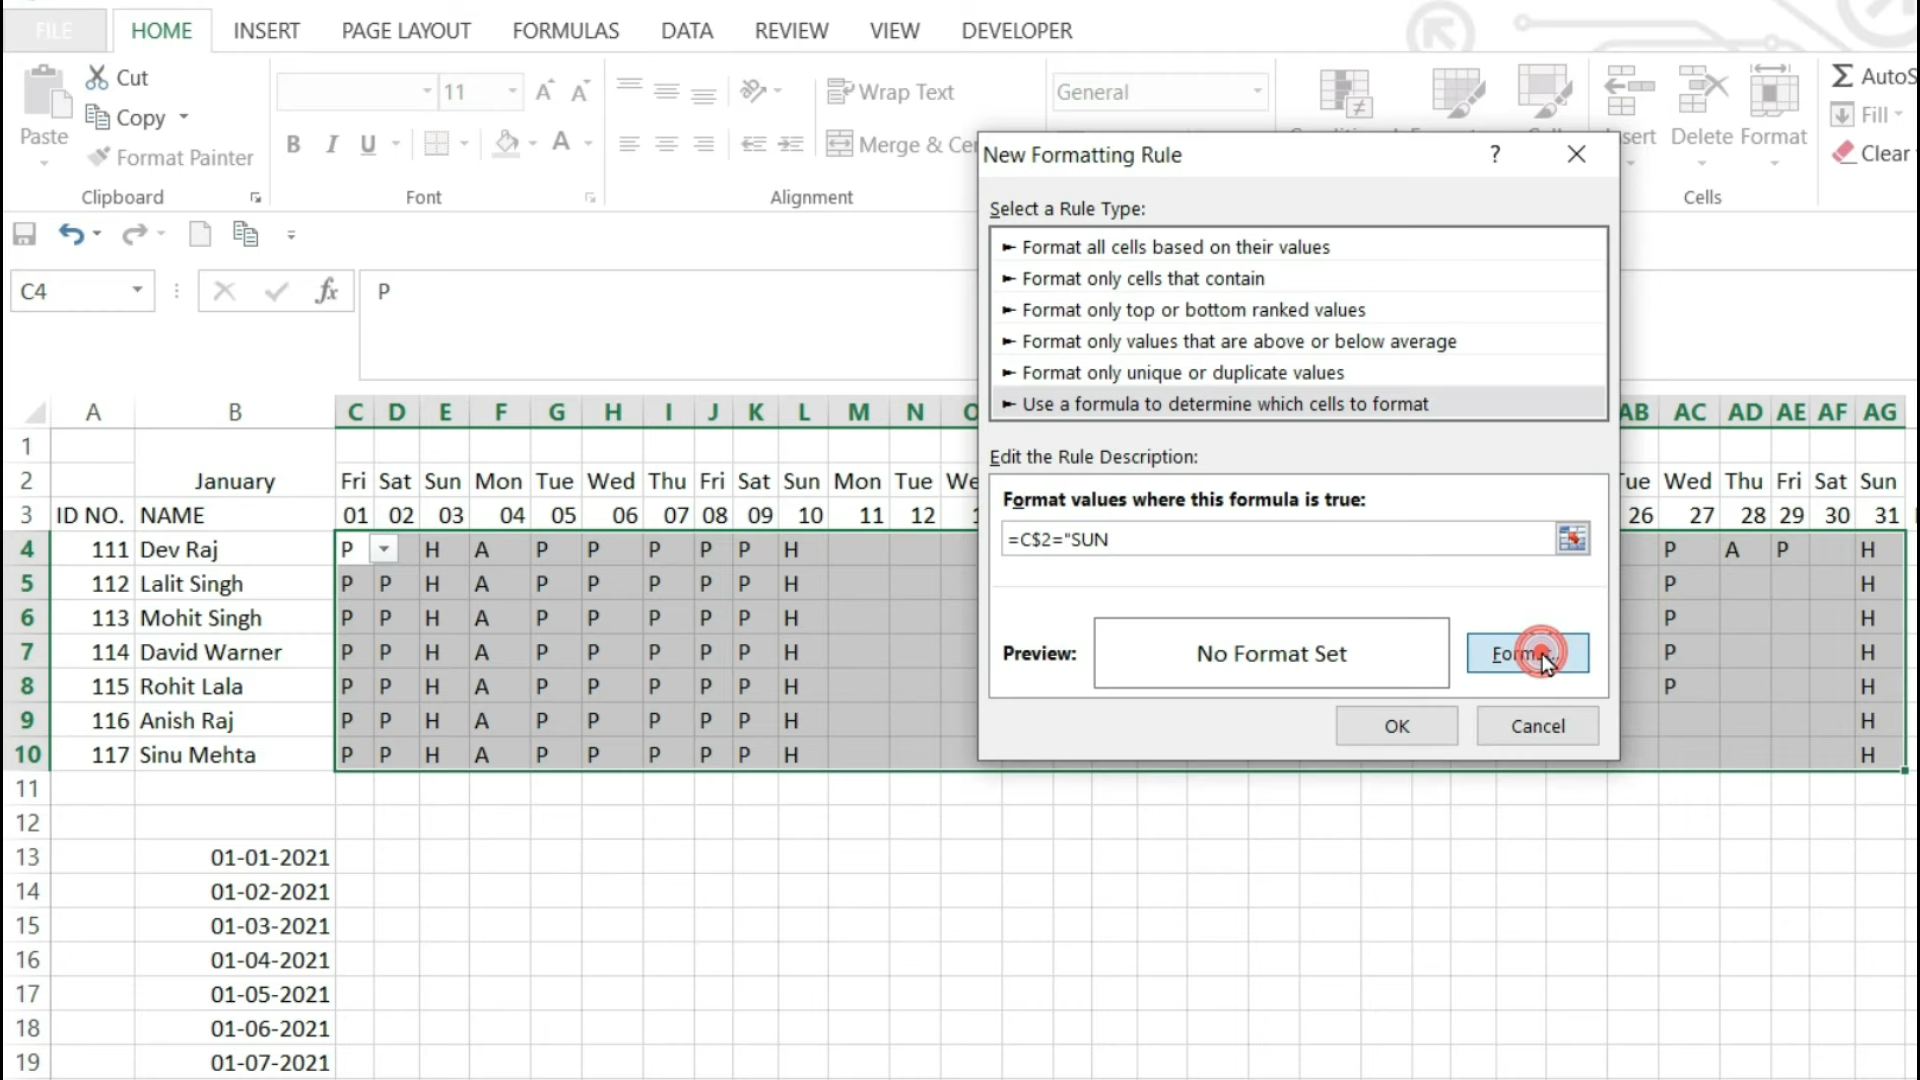 FILE HOME INSERT PAGE LAYOUT FORMULAS DATA REVIEW VIEW DEVELOPER
Cut
Copy
Paste
Format Painter
Clipboard
11
A A
B I U A
Font
Wrap Text
Merge & Cen
Alignment
General
Delete Format
Cells
AutoS
Fill
Clear
New Formatting Rule ? ×
Select a Rule Type:
► Format all cells based on their values
► Format only cells that contain
► Format only top or bottom ranked values
► Format only values that are above or below average
► Format only unique or duplicate values
► Use a formula to determine which cells to format
Edit the Rule Description:
Format values where this formula is true:
=C$2="SUN
Preview: No Format Set Format...
OK Cancel
C4 fx P
A B C D E F G H I J K L M N O AB AC AD AE AF AG
1
2 January Fri Sat Sun Mon Tue Wed Thu Fri Sat Sun Mon Tue We Tue Wed Thu Fri Sat Sun
3 ID NO. NAME 01 02 03 04 05 06 07 08 09 10 11 12 1 26 27 28 29 30 31
4 111 Dev Raj P H A P P P P P H P A P H
5 112 Lalit Singh P P H A P P P P P H P H
6 113 Mohit Singh P P H A P P P P P H P H
7 114 David Warner P P H A P P P P P H P H
8 115 Rohit Lala P P H A P P P P P H P H
9 116 Anish Raj P P H A P P P P P H H
10 117 Sinu Mehta P P H A P P P P P H H
11
12
13 01-01-2021
14 01-02-2021
15 01-03-2021
16 01-04-2021
17 01-05-2021
18 01-06-2021
19 01-07-2021